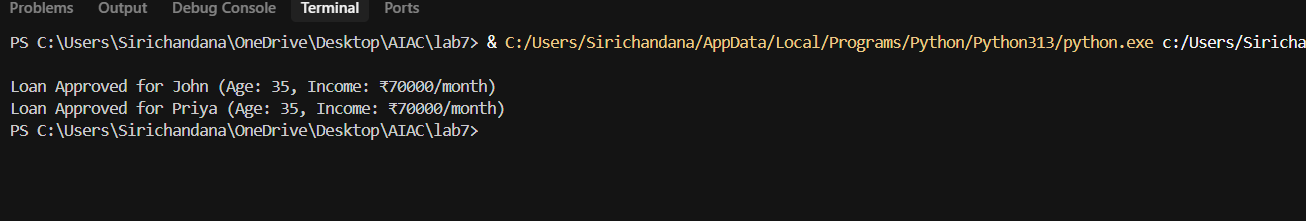 Problems Output Debug Console Terminal Ports
PS C:\Users\Sirichandana\OneDrive\Desktop\AIAC\lab7> & C:/Users/Sirichandana/AppData/Local/Programs/Python/Python313/python.exe c:/Users/Siricha
Loan Approved for John (Age: 35, Income: ₹70000/month)
Loan Approved for Priya (Age: 35, Income: ₹70000/month)
PS C:\Users\Sirichandana\OneDrive\Desktop\AIAC\lab7>